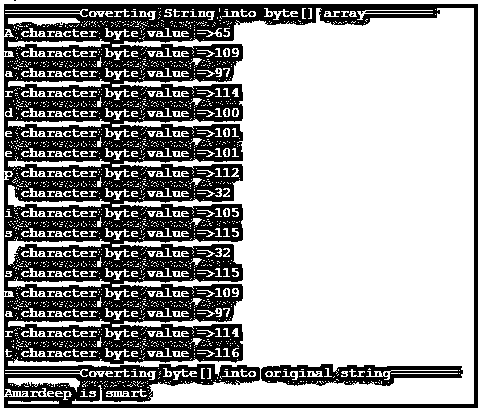 ==========Coverting String into byte[] array==========
A character byte value =>65
m character byte value =>109
a character byte value =>97
r character byte value =>114
d character byte value =>100
e character byte value =>101
e character byte value =>101
p character byte value =>112
  character byte value =>32
i character byte value =>105
s character byte value =>115
  character byte value =>32
s character byte value =>115
m character byte value =>109
a character byte value =>97
r character byte value =>114
t character byte value =>116
==========Coverting byte[] into original string==========
Amardeep is smart